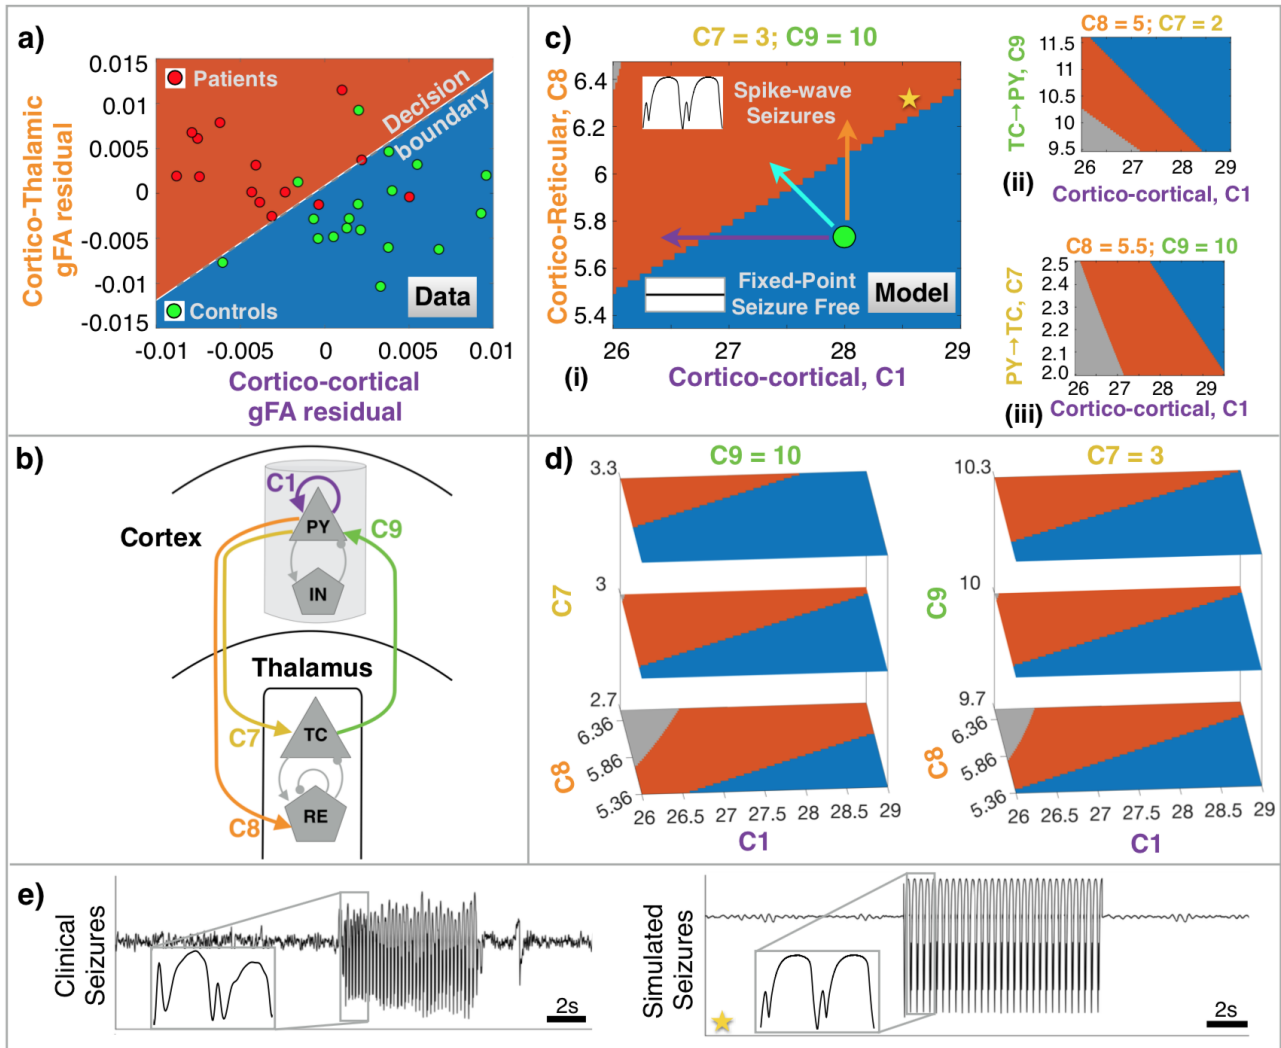 a)
0.015
0.01
0.005
0
-0.005
-0.01
-0.015
Cortico-Thalamic
gFA residual
Patients
Decision
boundary
Controls
Data
-0.01
-0.005
0
0.005
0.01
Cortico-cortical
gFA residual
b)
C1
PY
C9
Cortex
IN
Thalamus
C7
TC
C8
RE
c)
C7 = 3; C9 = 10
Cortico-Reticular, C8
6.4
6.2
6
5.8
5.6
5.4
Spike-wave
Seizures
Fixed-Point
Seizure Free
Model
26
27
28
29
(i)
Cortico-cortical, C1
C8 = 5; C7 = 2
TC→PY, C9
11.5
11
10.5
10
9.5
26
27
28
29
(ii)
Cortico-cortical, C1
C8 = 5.5; C9 = 10
PY→TC, C7
2.5
2.4
2.3
2.2
2.1
2.0
26
27
28
29
(iii)
Cortico-cortical, C1
d)
C9 = 10
3.3
C7
3
2.7
6.36
5.86
5.36
C8
26
26.5
27
27.5
28
28.5
29
C1
C7 = 3
10.3
C9
10
9.7
6.36
5.86
5.36
C8
26
26.5
27
27.5
28
28.5
29
C1
e)
Clinical
Seizures
2s
Simulated
Seizures
2s